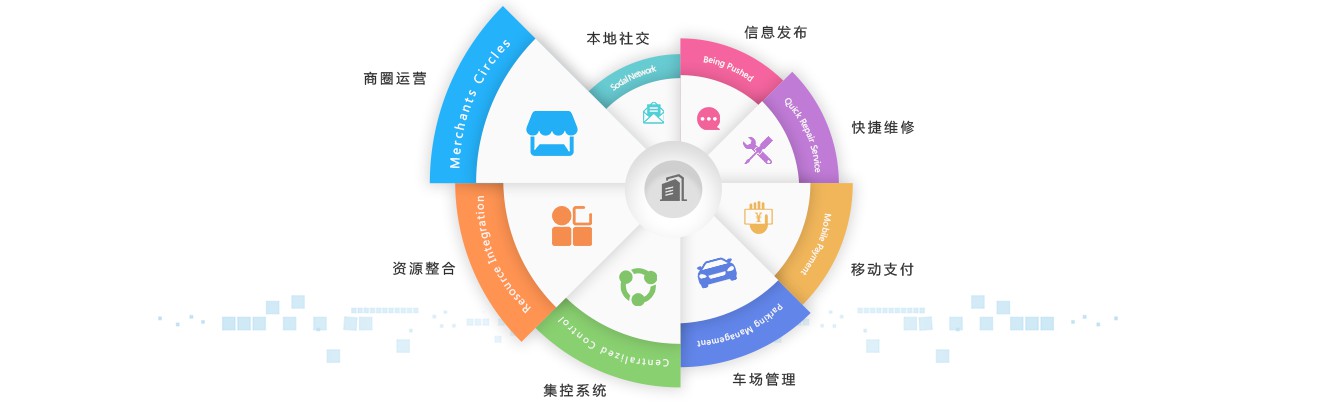 本地社交
Social Network
信息发布
Being Pushed
商圈运营
Merchants Circles
快捷维修
Quick Repair Service
资源整合
Resource Integration
¥
移动支付
Mobile Payment
集控系统
Centralized Control
车场管理
Parking Management